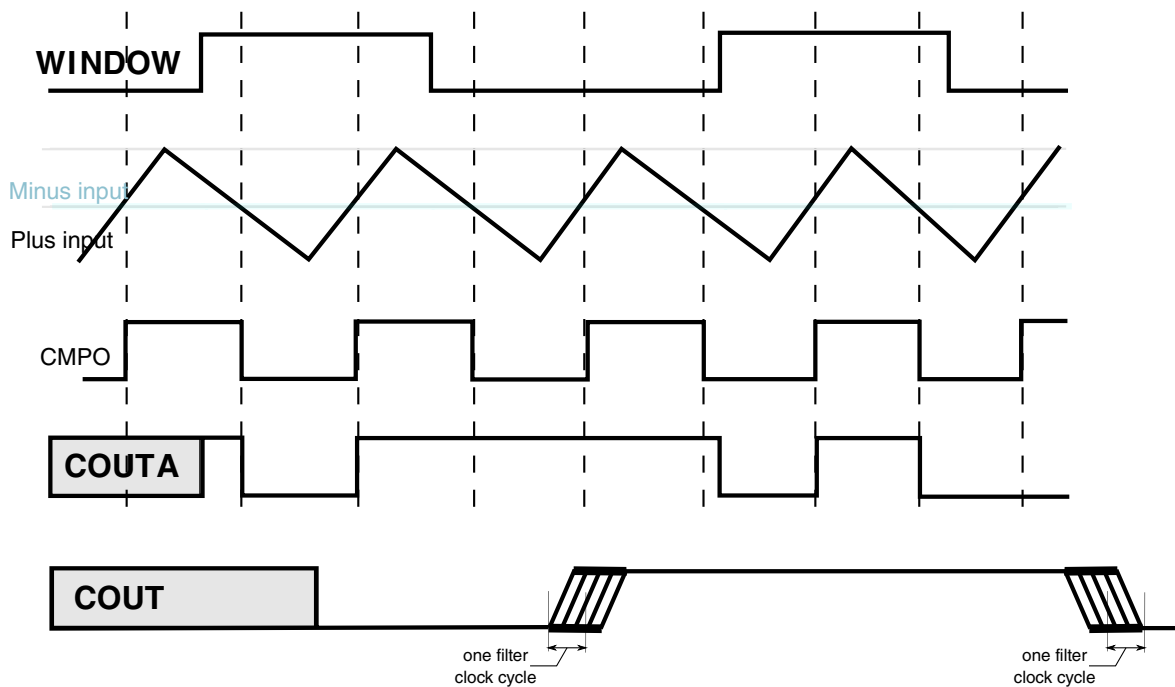 WINDOW
Minus input
Plus input
CMPO
COUTA
COUT
one filter
clock cycle
one filter
clock cycle